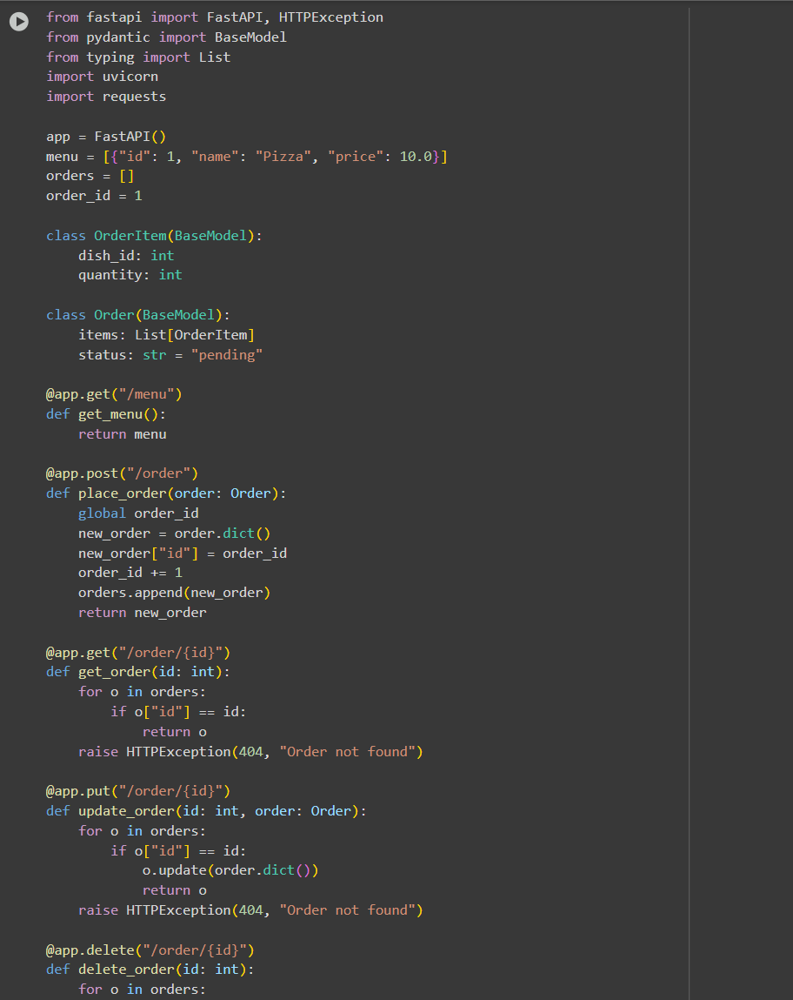 from fastapi import FastAPI, HTTPException
from pydantic import BaseModel
from typing import List
import uvicorn
import requests

app = FastAPI()
menu = [{"id": 1, "name": "Pizza", "price": 10.0}]
orders = []
order_id = 1

class OrderItem(BaseModel):
    dish_id: int
    quantity: int

class Order(BaseModel):
    items: List[OrderItem]
    status: str = "pending"

@app.get("/menu")
def get_menu():
    return menu

@app.post("/order")
def place_order(order: Order):
    global order_id
    new_order = order.dict()
    new_order["id"] = order_id
    order_id += 1
    orders.append(new_order)
    return new_order

@app.get("/order/{id}")
def get_order(id: int):
    for o in orders:
        if o["id"] == id:
            return o
    raise HTTPException(404, "Order not found")

@app.put("/order/{id}")
def update_order(id: int, order: Order):
    for o in orders:
        if o["id"] == id:
            o.update(order.dict())
            return o
    raise HTTPException(404, "Order not found")

@app.delete("/order/{id}")
def delete_order(id: int):
    for o in orders: